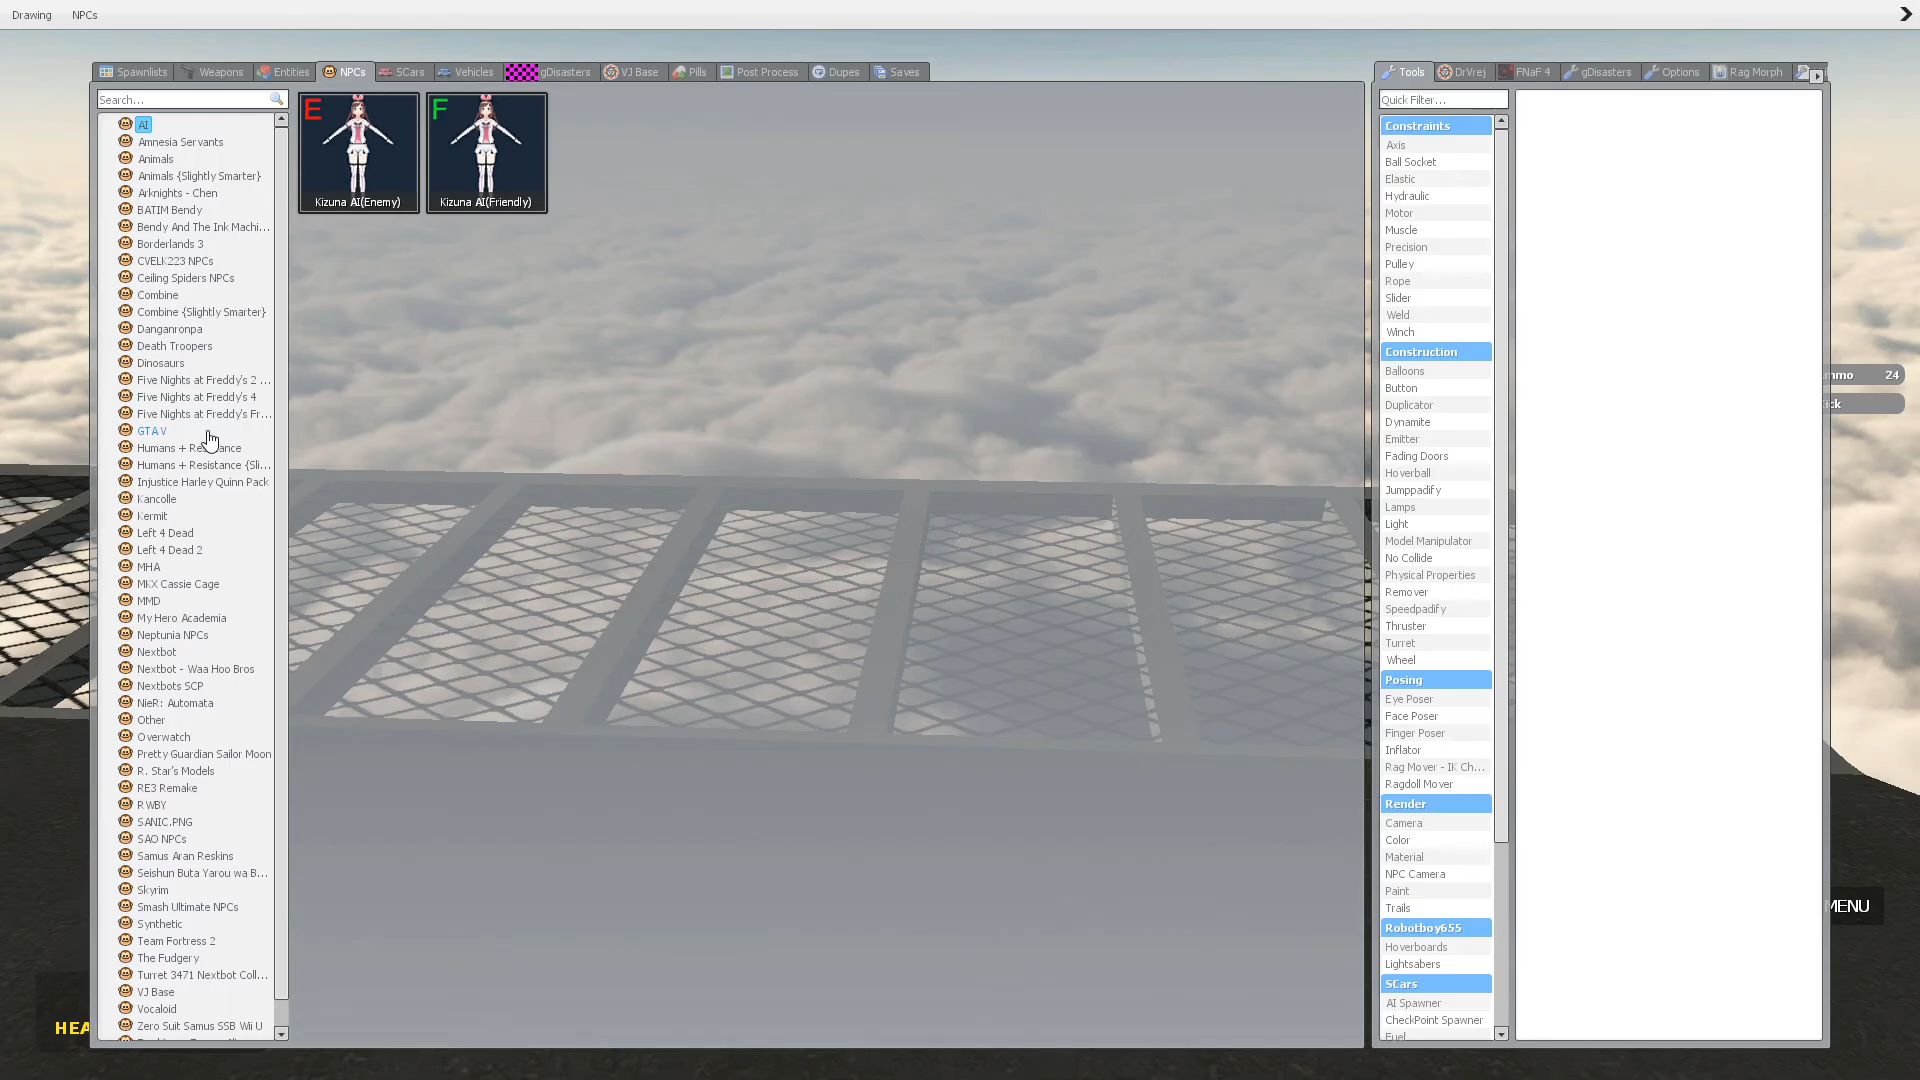 Drawing NPCs
Spawnlists Weapons Entities NPCs SCars Vehicles gDisasters VJ Base Pills Post Process Dupes Saves
Search...
AI
Amnesia Servants
Animals
Animals {Slightly Smarter}
Arknights - Chen
BATIM Bendy
Bendy And The Ink Machi...
Borderlands 3
CVELK223 NPCs
Ceiling Spiders NPCs
Combine
Combine {Slightly Smarter}
Danganronpa
Death Troopers
Dinosaurs
Five Nights at Freddy's 2 ...
Five Nights at Freddy's 4
Five Nights at Freddy's Fr...
GTA V
Humans + Resistance
Humans + Resistance {Sli...
Injustice Harley Quinn Pack
Kancolle
Kermit
Left 4 Dead
Left 4 Dead 2
MHA
MKX Cassie Cage
MMD
My Hero Academia
Neptunia NPCs
Nextbot
Nextbot - Waa Hoo Bros
Nextbots SCP
NieR: Automata
Other
Overwatch
Pretty Guardian Sailor Moon
R. Star's Models
RE3 Remake
RWBY
SANIC.PNG
SAO NPCs
Samus Aran Reskins
Seishun Buta Yarou wa B...
Skyrim
Smash Ultimate NPCs
Synthetic
Team Fortress 2
The Fudgery
Turret 3471 Nextbot Coll...
VJ Base
Vocaloid
Zero Suit Samus SSB Wii U
E
Kizuna AI(Enemy)
F
Kizuna AI(Friendly)
Tools DrVrej FNaF 4 gDisasters Options Rag Morph
Quick Filter...
Constraints
Axis
Ball Socket
Elastic
Hydraulic
Motor
Muscle
Precision
Pulley
Rope
Slider
Weld
Winch
Construction
Balloons
Button
Duplicator
Dynamite
Emitter
Fading Doors
Hoverball
Jumppadify
Lamps
Light
Model Manipulator
No Collide
Physical Properties
Remover
Speedpadify
Thruster
Turret
Wheel
Posing
Eye Poser
Face Poser
Finger Poser
Inflator
Rag Mover - IK Ch...
Ragdoll Mover
Render
Camera
Color
Material
NPC Camera
Paint
Trails
Robotboy655
Hoverboards
Lightsabers
SCars
AI Spawner
CheckPoint Spawner
Fuel
mmo 24
ick
MENU
HEA